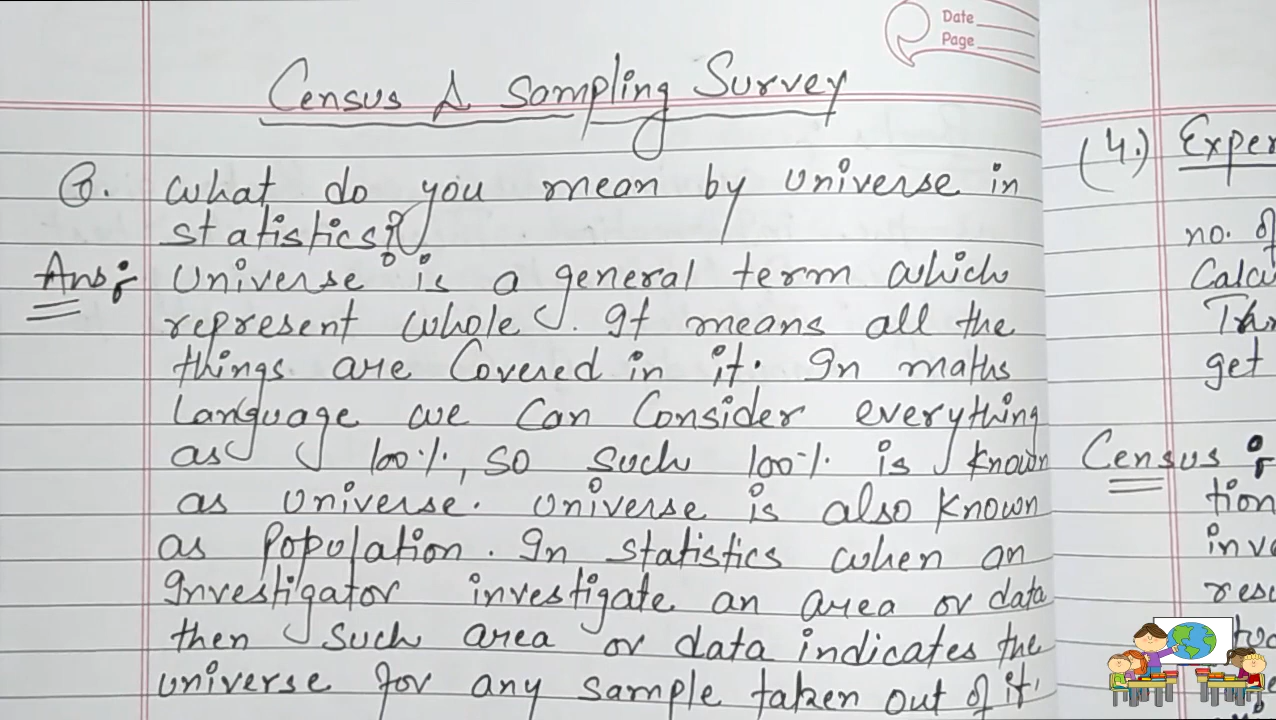 Date
Page
Census & Sampling Survey
Q. What do you mean by Universe in
statistics?
Ans: Universe is a general term which
represent whole. It means all the
things are Covered in it. In maths
Language we Can Consider everything
as 100%, so such 100% is known
as Universe. Universe is also known
as Population. In Statistics when an
Investigator investigate an area or data
then such area or data indicates the
universe for any sample taken out of it.
(4.) Exper
no. of
Calcu
get
Census :
tion
inve
resu